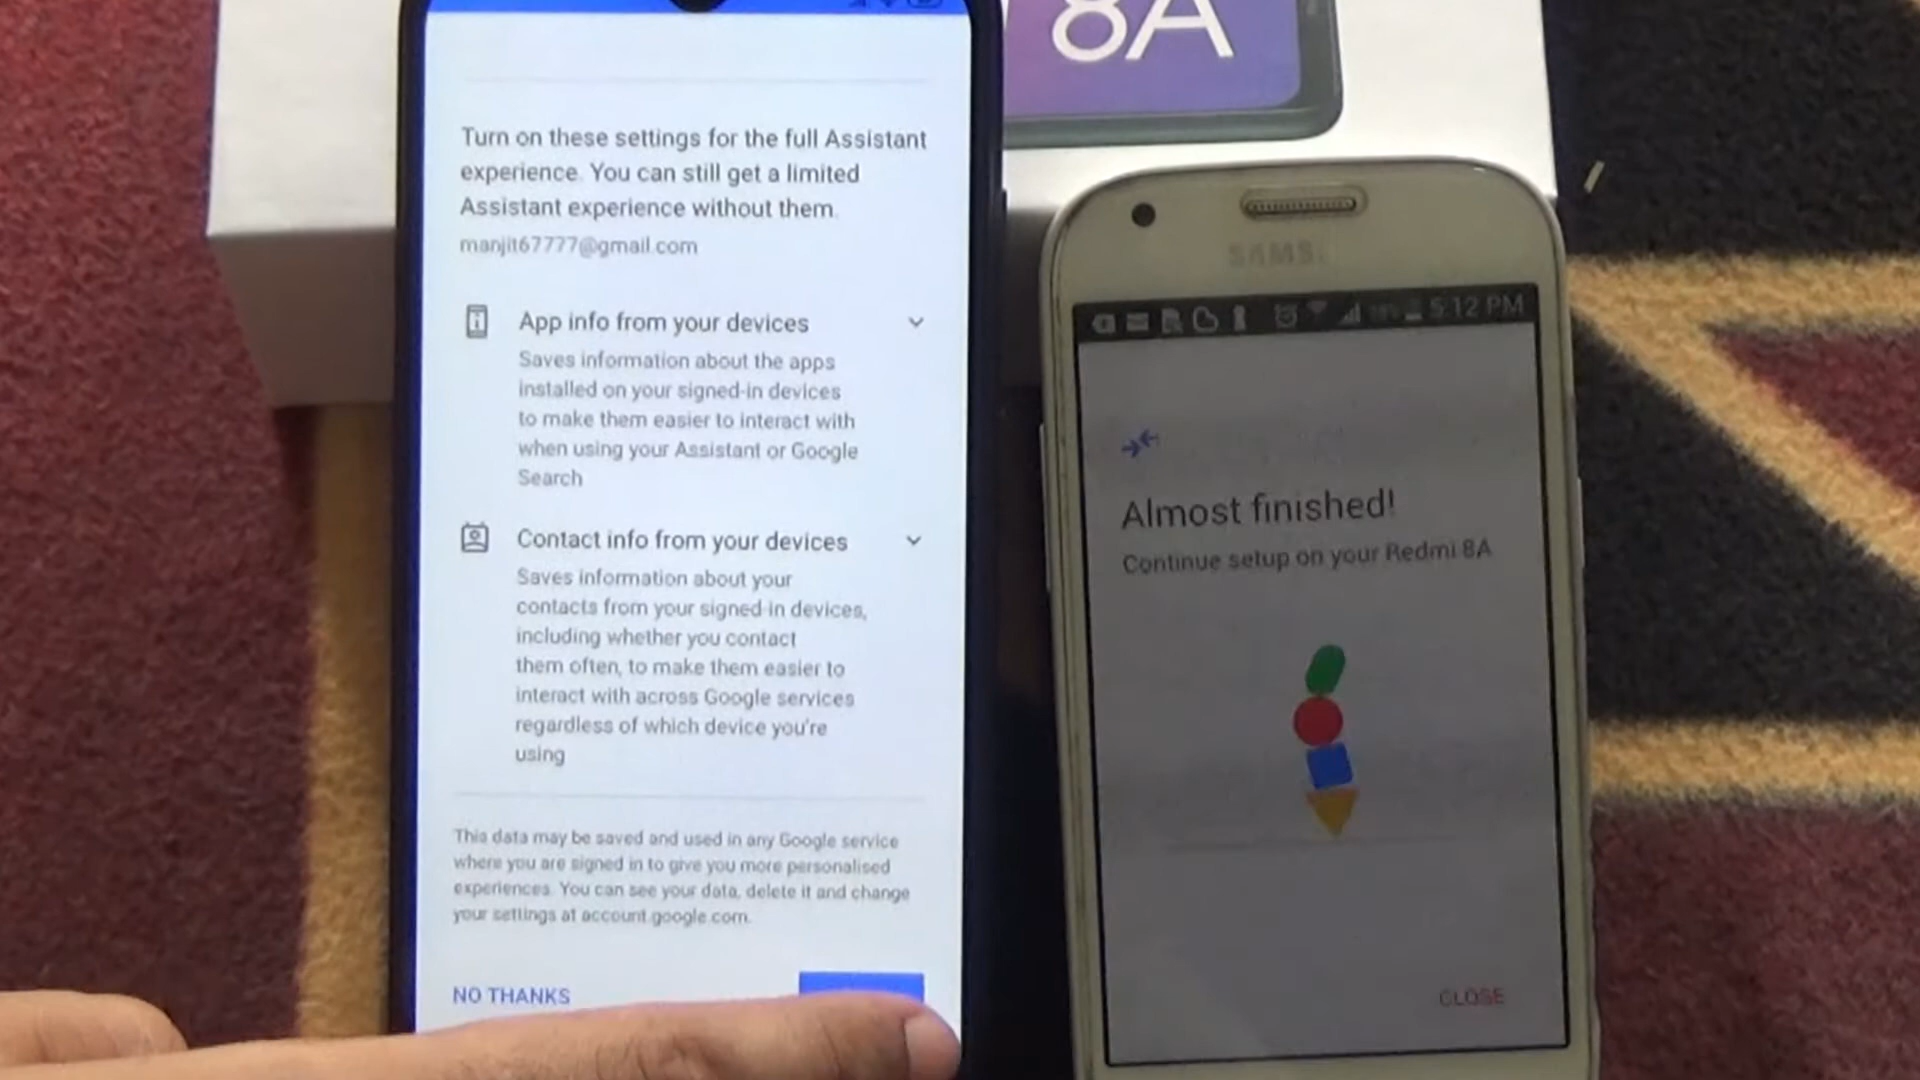 8A
Turn on these settings for the full Assistant
experience. You can still get a limited
Assistant experience without them.
manjit67777@gmail.com
App info from your devices
Saves information about the apps
installed on your signed-in devices
to make them easier to interact with
when using your Assistant or Google
Search
Contact info from your devices
Saves information about your
contacts from your signed-in devices,
including whether you contact
them often, to make them easier to
interact with across Google services
regardless of which device you're
using
This data may be saved and used in any Google service
where you are signed in to give you more personalised
experiences. You can see your data, delete it and change
your settings at account.google.com.
NO THANKS
SAMS
5:12 PM
Almost finished!
Continue setup on your Redmi 8A
CLOSE